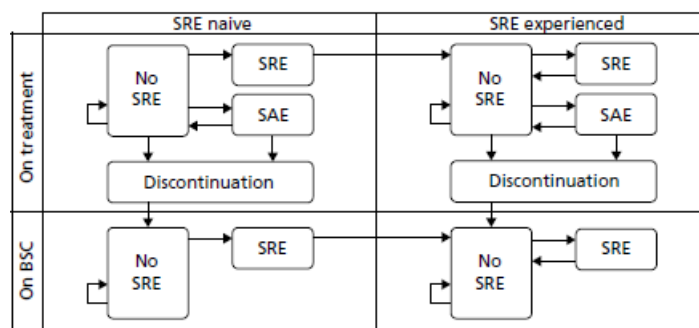 SRE naive
SRE experienced
On treatment
No
SRE
SRE
SAE
Discontinuation
No
SRE
SRE
SAE
Discontinuation
On BSC
No
SRE
SRE
No
SRE
SRE